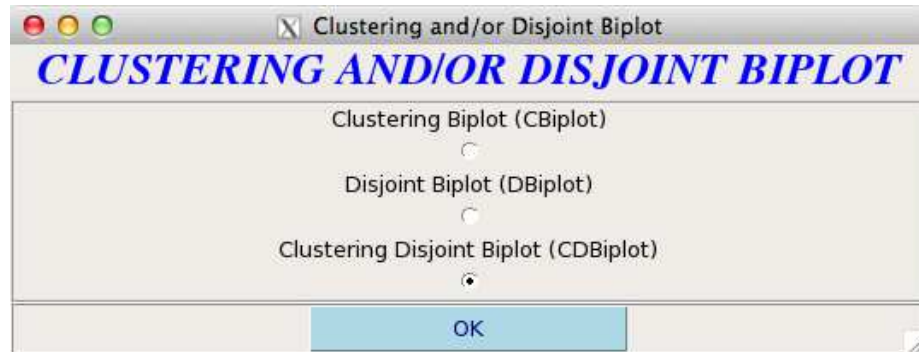 Clustering and/or Disjoint Biplot
CLUSTERING AND/OR DISJOINT BIPLOT
Clustering Biplot (CBiplot)
Disjoint Biplot (DBiplot)
Clustering Disjoint Biplot (CDBiplot)
OK